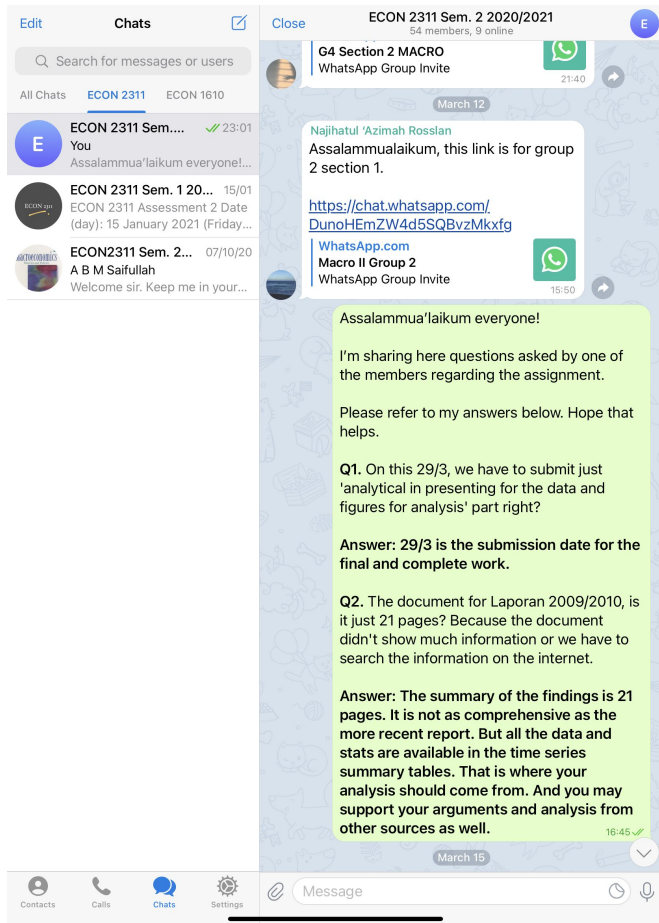 Edit
Chats
Search for messages or users
All Chats
ECON 2311
ECON 1610
E
ECON 2311 Sem....
23:01
You
Assalammua'laikum everyone!...
ECON 2311
ECON 2311 Sem. 1 20...
15/01
ECON 2311 Assessment 2 Date
(day): 15 January 2021 (Friday...
ECON2311 Sem. 2...
07/10/20
A B M Saifullah
Welcome sir. Keep me in your...
Contacts
Calls
Chats
Settings
Close
ECON 2311 Sem. 2 2020/2021
54 members, 9 online
E
G4 Section 2 MACRO
WhatsApp Group Invite
21:40
March 12
Najihatul 'Azimah Rosslan
Assalammualaikum, this link is for group
2 section 1.
https://chat.whatsapp.com/
DunoHEmZW4d5SQBvzMkxfg
WhatsApp.com
Macro II Group 2
WhatsApp Group Invite
15:50
Assalammua'laikum everyone!
I'm sharing here questions asked by one of
the members regarding the assignment.
Please refer to my answers below. Hope that
helps.
Q1. On this 29/3, we have to submit just
'analytical in presenting for the data and
figures for analysis' part right?
Answer: 29/3 is the submission date for the
final and complete work.
Q2. The document for Laporan 2009/2010, is
it just 21 pages? Because the document
didn't show much information or we have to
search the information on the internet.
Answer: The summary of the findings is 21
pages. It is not as comprehensive as the
more recent report. But all the data and
stats are available in the time series
summary tables. That is where your
analysis should come from. And you may
support your arguments and analysis from
other sources as well.
16:45
March 15
Message